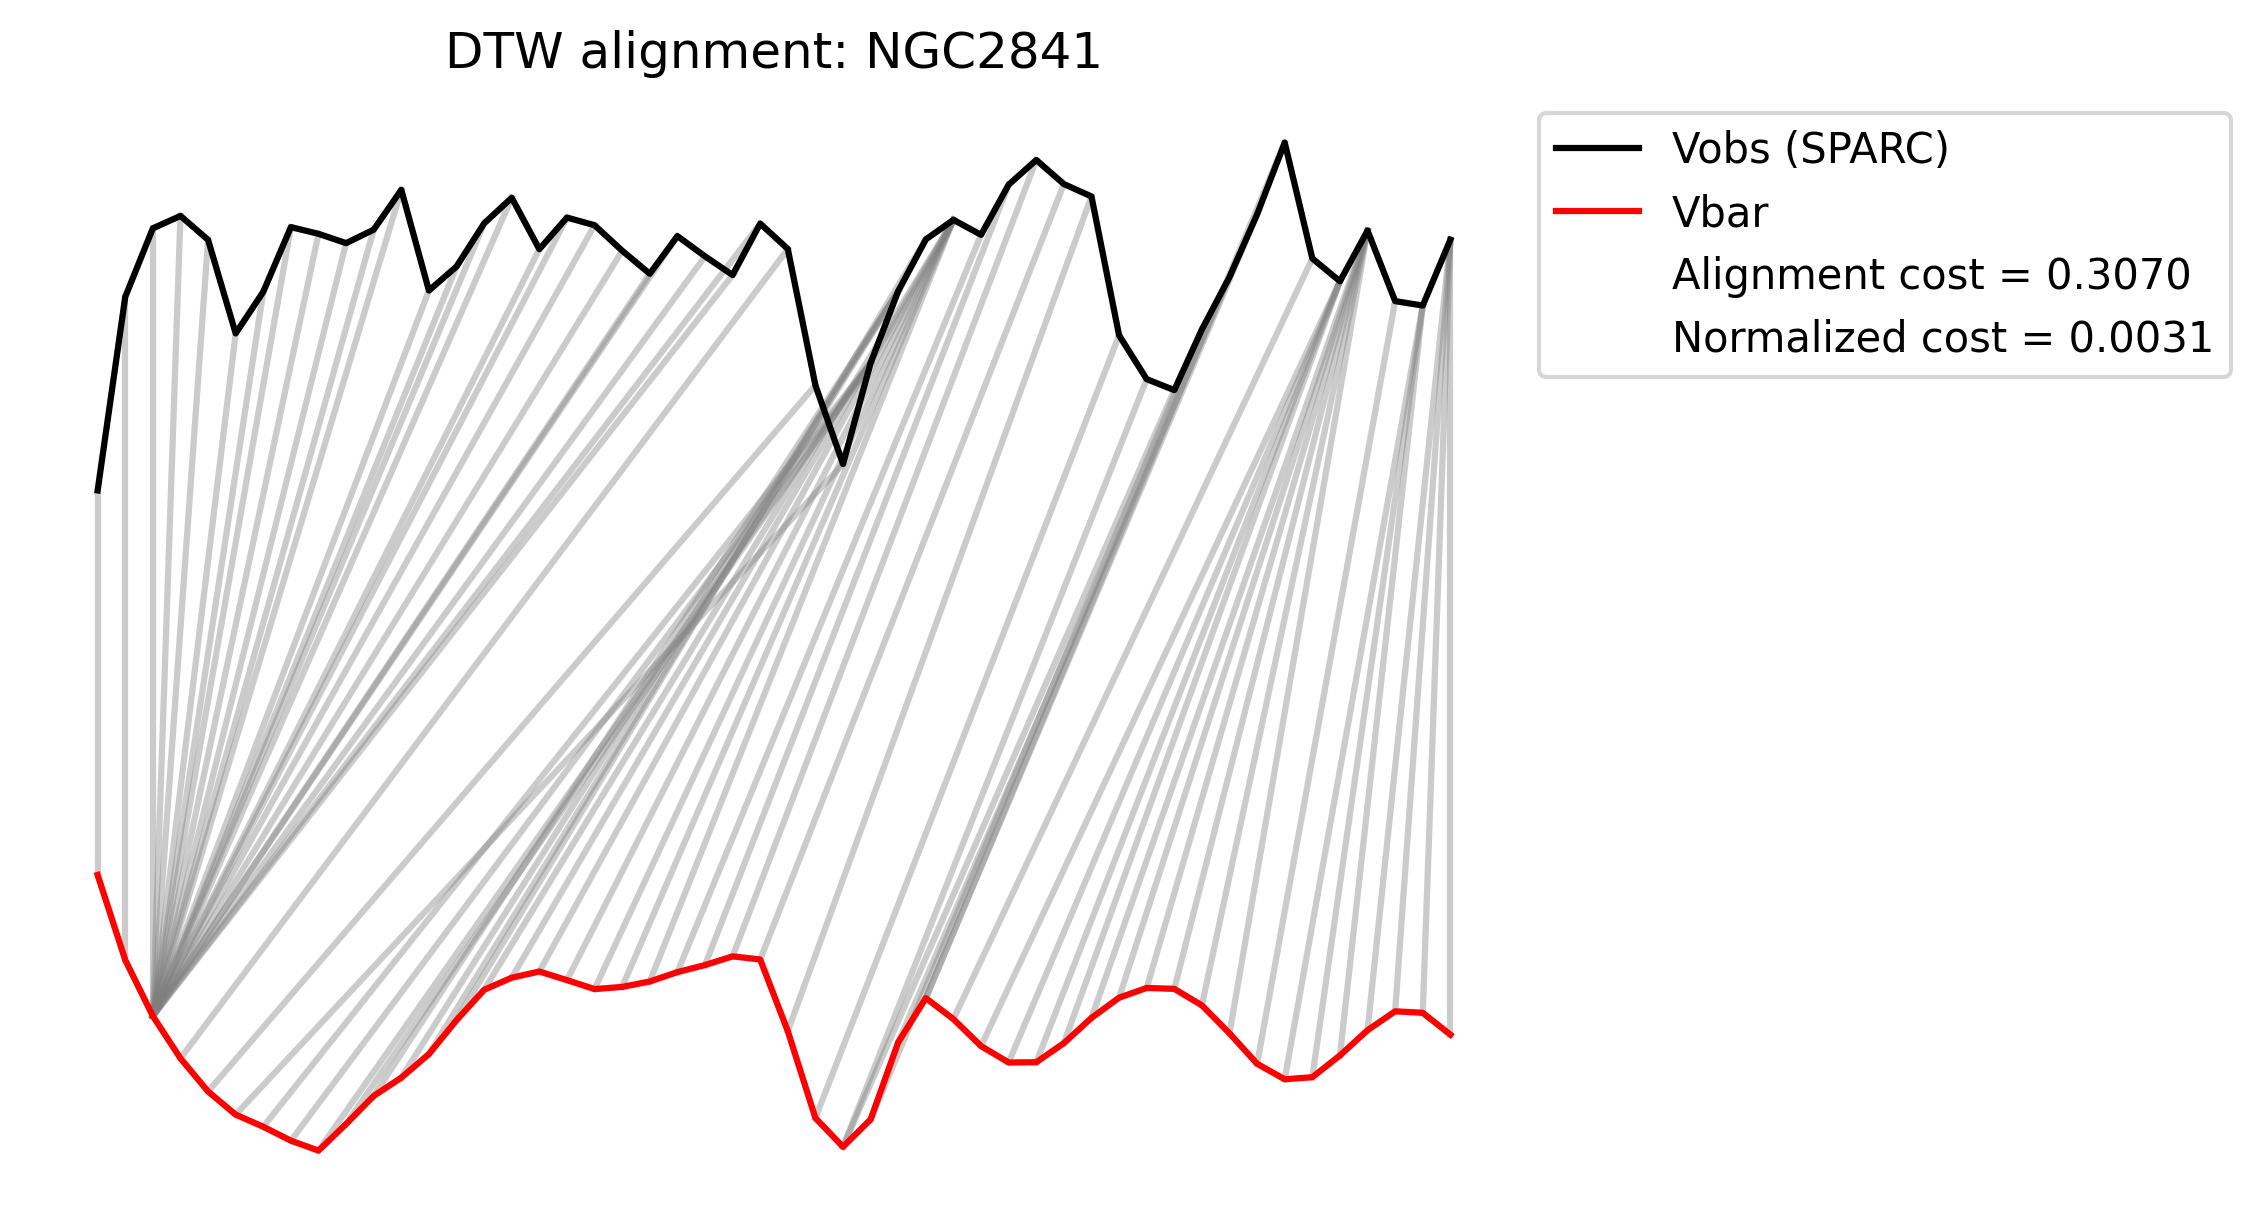 DTW alignment: NGC2841
Vobs (SPARC)
Vbar
Alignment cost = 0.3070
Normalized cost = 0.0031